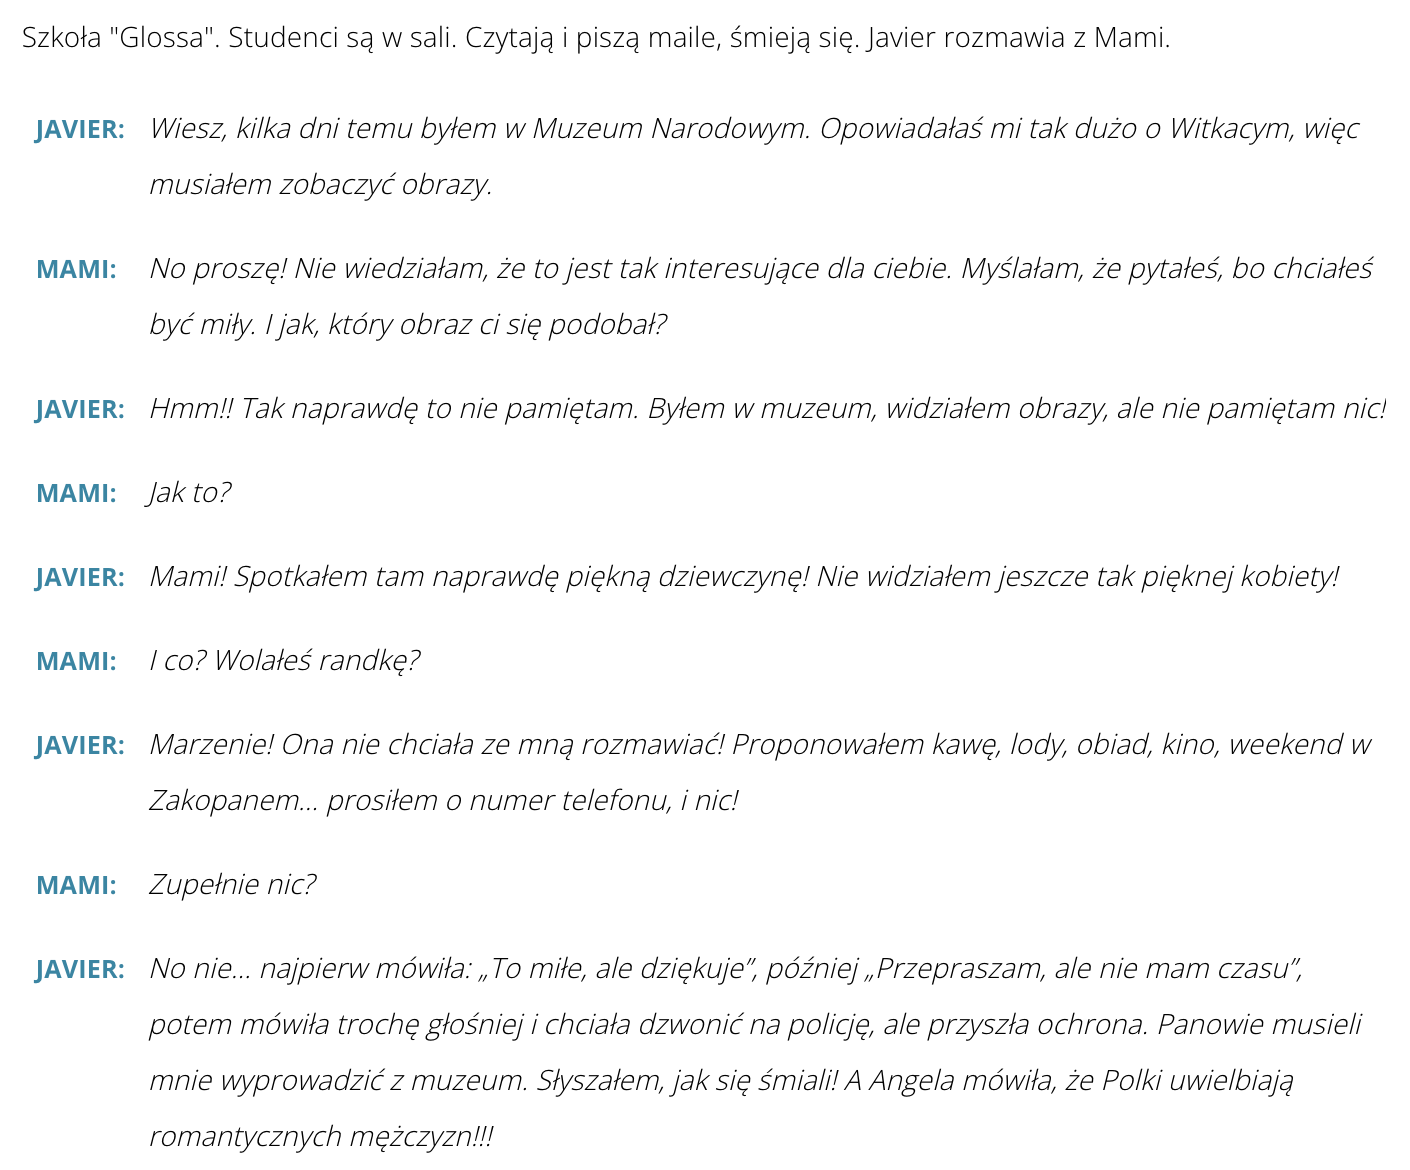 Szkoła "Glossa". Studenci są w sali. Czytają i piszą maile, śmieją się. Javier rozmawia z Mami.
JAVIER: Wiesz, kilka dni temu byłem w Muzeum Narodowym. Opowiadałaś mi tak dużo o Witkacym, więc
musiałem zobaczyć obrazy.
MAMI: No proszę! Nie wiedziałam, że to jest tak interesujące dla ciebie. Myślałam, że pytałeś, bo chciałeś
być miły. I jak, który obraz ci się podobał?
JAVIER: Hmm!! Tak naprawdę to nie pamiętam. Byłem w muzeum, widziałem obrazy, ale nie pamiętam nic!
MAMI: Jak to?
JAVIER: Mami! Spotkałem tam naprawdę piękną dziewczynę! Nie widziałem jeszcze tak pięknej kobiety!
MAMI: I co? Wolałeś randkę?
JAVIER: Marzenie! Ona nie chciała ze mną rozmawiać! Proponowałem kawę, lody, obiad, kino, weekend w
Zakopanem... prosiłem o numer telefonu, i nic!
MAMI: Zupełnie nic?
JAVIER: No nie... najpierw mówiła: „To miłe, ale dziękuje”, później „Przepraszam, ale nie mam czasu”,
potem mówiła trochę głośniej i chciała dzwonić na policję, ale przyszła ochrona. Panowie musieli
mnie wyprowadzić z muzeum. Słyszałem, jak się śmiali! A Angela mówiła, że Polki uwielbiają
romantycznych mężczyzn!!!